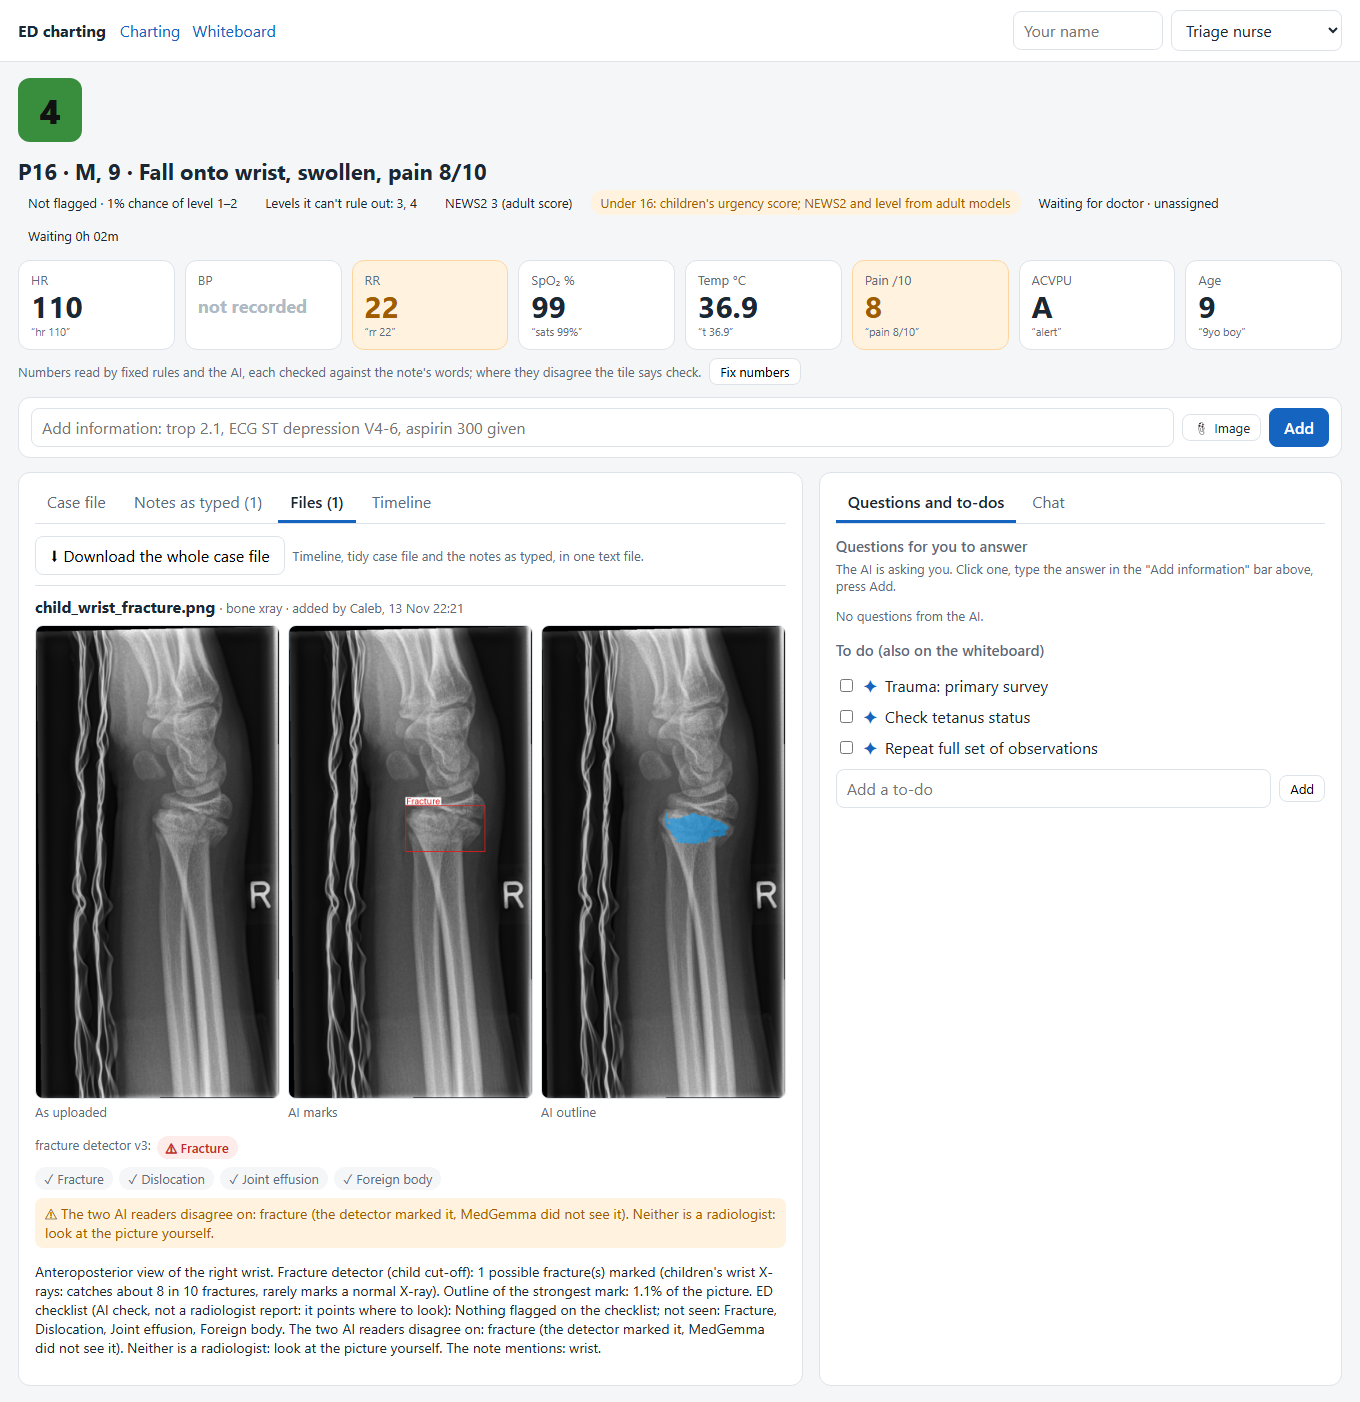 ED charting Charting Whiteboard Your name Triage nurse
4
P16 · M, 9 · Fall onto wrist, swollen, pain 8/10
Not flagged · 1% chance of level 1–2 Levels it can't rule out: 3, 4 NEWS2 3 (adult score) Under 16: children's urgency score; NEWS2 and level from adult models Waiting for doctor · unassigned
Waiting 0h 02m
HR BP RR SpO₂ % Temp °C Pain /10 ACVPU Age
110 not recorded 22 99 36.9 8 A 9
"hr 110" "rr 22" "sats 99%" "t 36.9" "pain 8/10" "alert" "9yo boy"
Numbers read by fixed rules and the AI, each checked against the note's words; where they disagree the tile says check. Fix numbers
Add information: trop 2.1, ECG ST depression V4-6, aspirin 300 given Image Add
Case file Notes as typed (1) Files (1) Timeline
⬇ Download the whole case file Timeline, tidy case file and the notes as typed, in one text file.
child_wrist_fracture.png · bone xray · added by Caleb, 13 Nov 22:21
Fracture
R R R
As uploaded AI marks AI outline
fracture detector v3: ⚠ Fracture
✓ Fracture ✓ Dislocation ✓ Joint effusion ✓ Foreign body
⚠ The two AI readers disagree on: fracture (the detector marked it, MedGemma did not see it). Neither is a radiologist:
look at the picture yourself.
Anteroposterior view of the right wrist. Fracture detector (child cut-off): 1 possible fracture(s) marked (children's wrist X-
rays: catches about 8 in 10 fractures, rarely marks a normal X-ray). Outline of the strongest mark: 1.1% of the picture. ED
checklist (AI check, not a radiologist report: it points where to look): Nothing flagged on the checklist; not seen: Fracture,
Dislocation, Joint effusion, Foreign body. The two AI readers disagree on: fracture (the detector marked it, MedGemma
did not see it). Neither is a radiologist: look at the picture yourself. The note mentions: wrist.
Questions and to-dos Chat
Questions for you to answer
The AI is asking you. Click one, type the answer in the "Add information" bar above,
press Add.
No questions from the AI.
To do (also on the whiteboard)
✦ Trauma: primary survey
✦ Check tetanus status
✦ Repeat full set of observations
Add a to-do Add